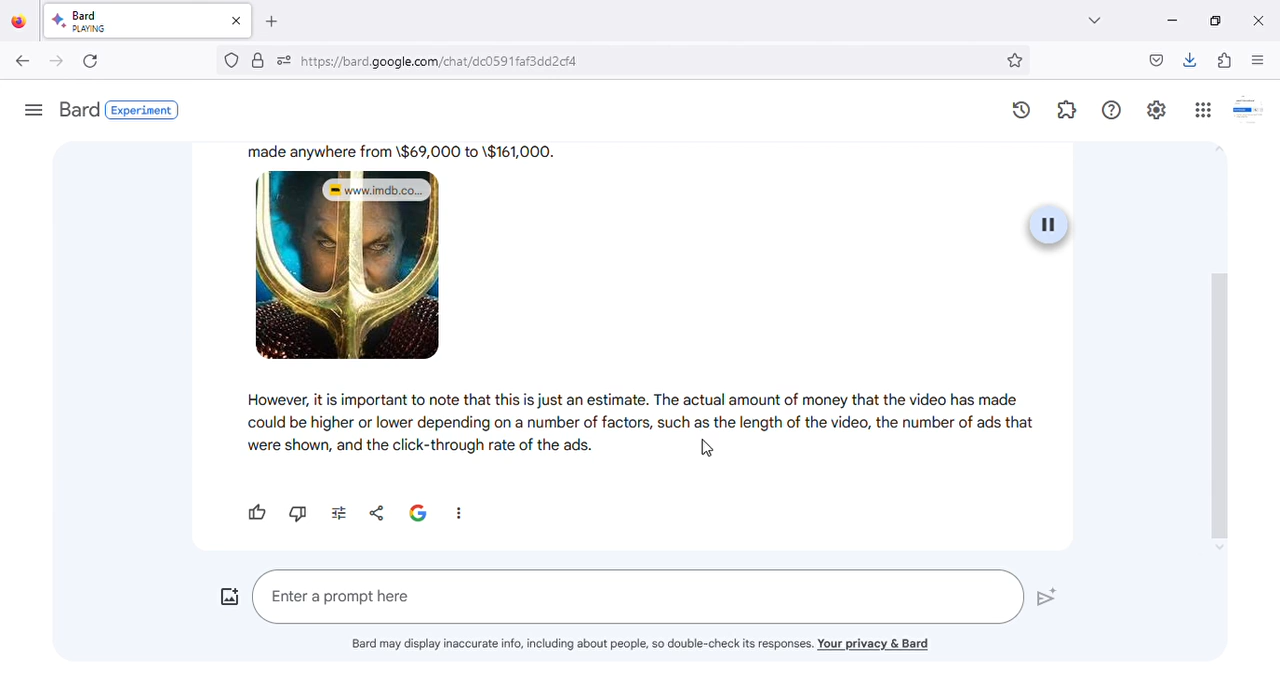 Bard
PLAYING
https://bard.google.com/chat/dc0591faf3dd2cf4
Bard Experiment
made anywhere from \$69,000 to \$161,000.
www.imdb.co...
However, it is important to note that this is just an estimate. The actual amount of money that the video has made
could be higher or lower depending on a number of factors, such as the length of the video, the number of ads that
were shown, and the click-through rate of the ads.
Enter a prompt here
Bard may display inaccurate info, including about people, so double-check its responses. Your privacy & Bard